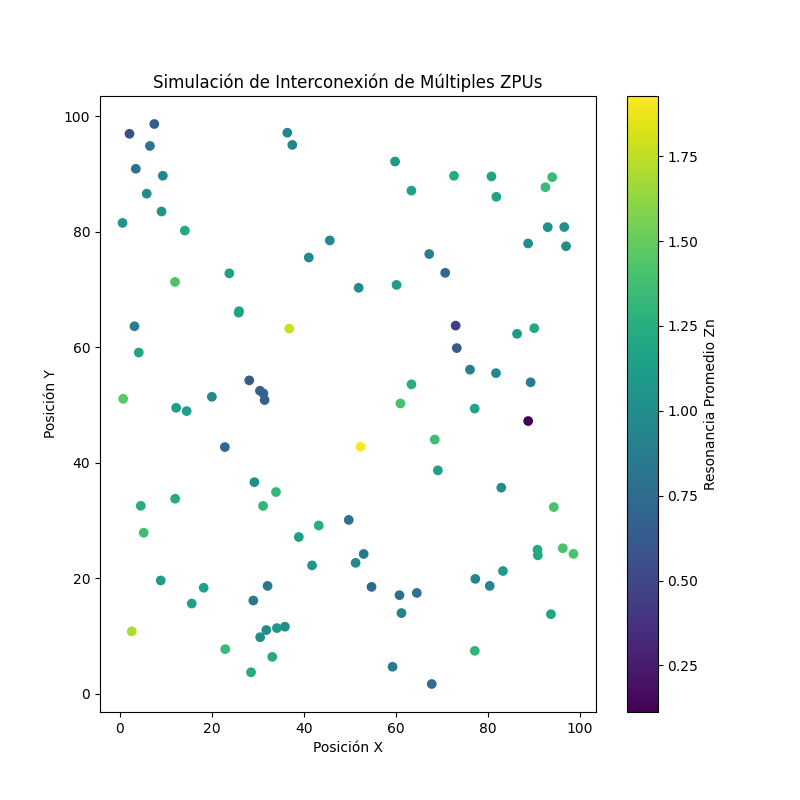 Simulación de Interconexión de Múltiples ZPUs
100
80
60
40
20
0
Posición Y
0 20 40 60 80 100
Posición X
1.75
1.50
1.25
1.00
0.75
0.50
0.25
Resonancia Promedio Zn